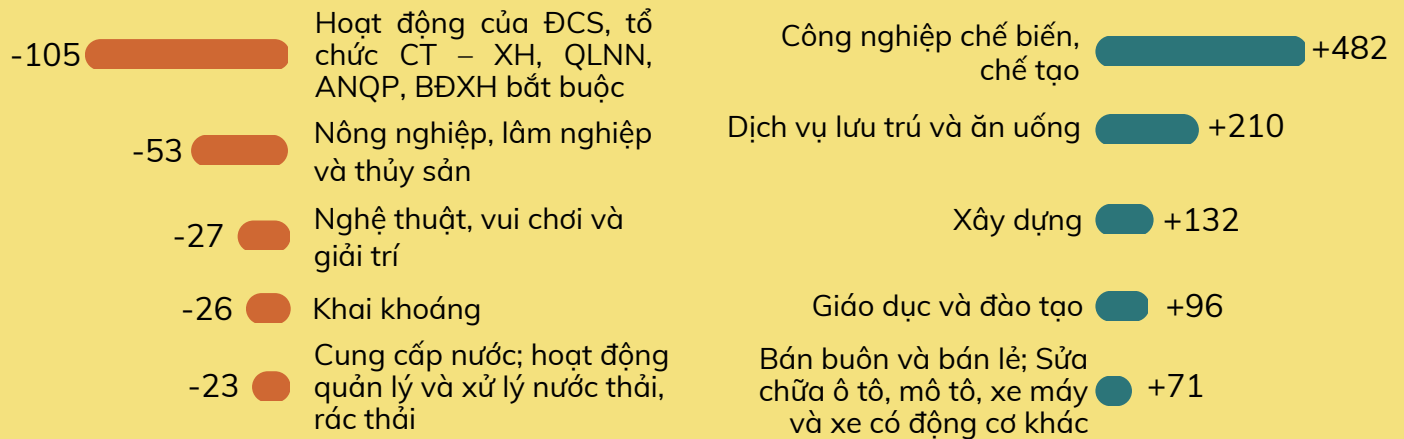 -105
Hoạt động của ĐCS, tổ
chức CT – XH, QLNN,
ANQP, BĐXH bắt buộc
-53
Nông nghiệp, lâm nghiệp
và thủy sản
-27
Nghệ thuật, vui chơi và
giải trí
-26
Khai khoáng
-23
Cung cấp nước; hoạt động
quản lý và xử lý nước thải,
rác thải
Công nghiệp chế biến,
chế tạo
+482
Dịch vụ lưu trú và ăn uống
+210
Xây dựng
+132
Giáo dục và đào tạo
+96
Bán buôn và bán lẻ; Sửa
chữa ô tô, mô tô, xe máy
và xe có động cơ khác
+71